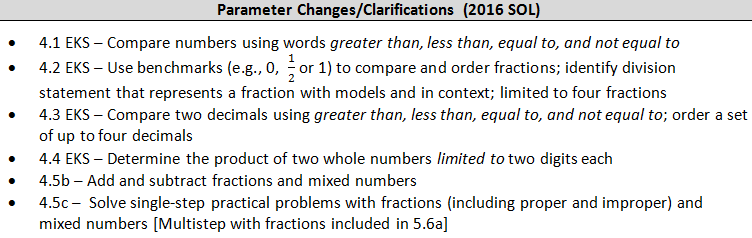 Parameter Changes/Clarifications (2016 SOL)
• 4.1 EKS – Compare numbers using words greater than, less than, equal to, and not equal to
• 4.2 EKS – Use benchmarks (e.g., 0, 1/2 or 1) to compare and order fractions; identify division
statement that represents a fraction with models and in context; limited to four fractions
• 4.3 EKS – Compare two decimals using greater than, less than, equal to, and not equal to; order a set
of up to four decimals
• 4.4 EKS – Determine the product of two whole numbers limited to two digits each
• 4.5b – Add and subtract fractions and mixed numbers
• 4.5c – Solve single-step practical problems with fractions (including proper and improper) and
mixed numbers [Multistep with fractions included in 5.6a]